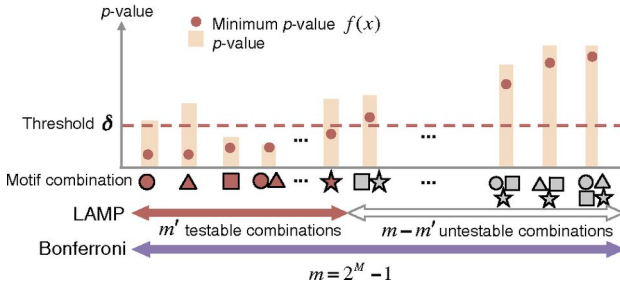 p-value
Minimum p-value f(x)
p-value
Threshold δ
... ...
Motif combination ... ...
LAMP
m′ testable combinations m − m′ untestable combinations
Bonferroni
m = 2^M − 1